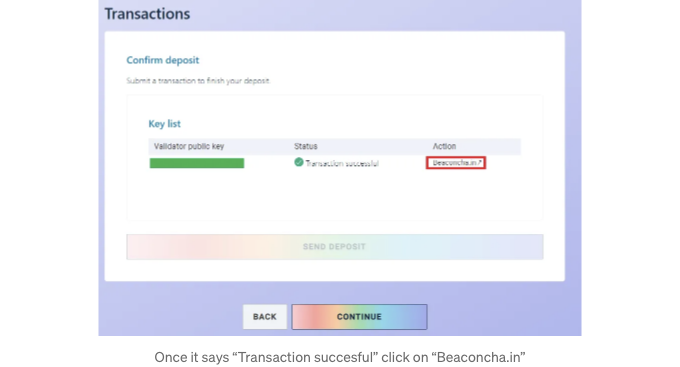 Transactions
Confirm deposit
Submit a transaction to finish your deposit
Key list
Validator public key Status Action
Transaction successful Beaconcha.in↗
SEND DEPOSIT
BACK CONTINUE
Once it says “Transaction succesful” click on “Beaconcha.in”